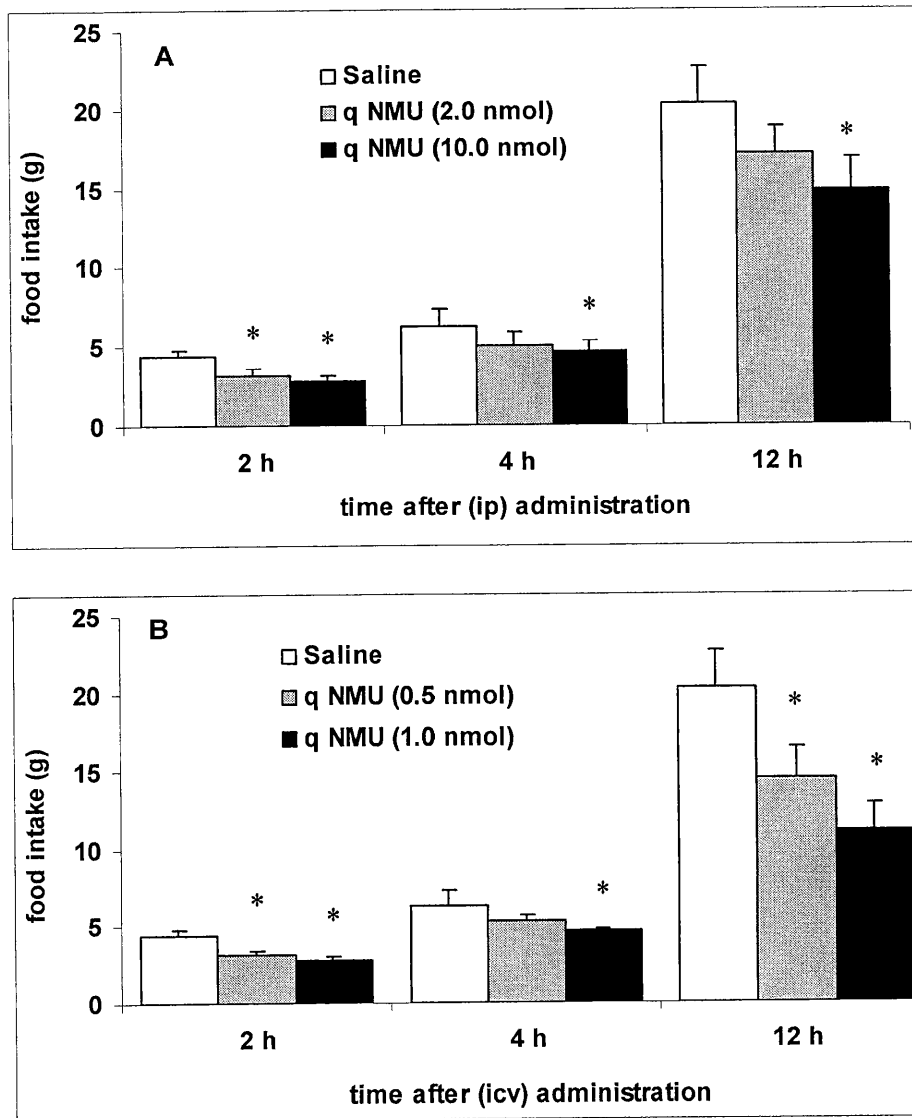 A
25
20
15
10
5
0
food intake (g)
Saline
q NMU (2.0 nmol)
q NMU (10.0 nmol)
* *
*
*
2 h 4 h 12 h
time after (ip) administration
B
25
20
15
10
5
0
food intake (g)
Saline
q NMU (0.5 nmol)
q NMU (1.0 nmol)
* *
*
* *
2 h 4 h 12 h
time after (icv) administration